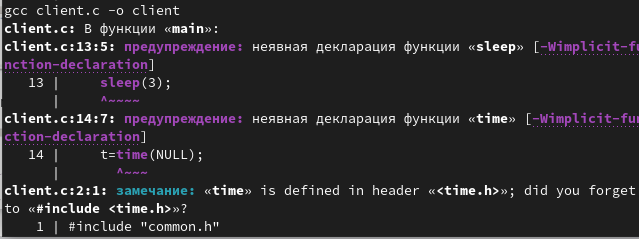 gcc client.c -o client
client.c: В функции «main»:
client.c:13:5: предупреждение: неявная декларация функции «sleep» [-Wimplicit-fu
nction-declaration]
   13 |     sleep(3);
      |     ^~~~~
client.c:14:7: предупреждение: неявная декларация функции «time» [-Wimplicit-fun
ction-declaration]
   14 |     t=time(NULL);
      |       ^~~~
client.c:2:1: замечание: «time» is defined in header «<time.h>»; did you forget
to «#include <time.h>»?
    1 | #include "common.h"